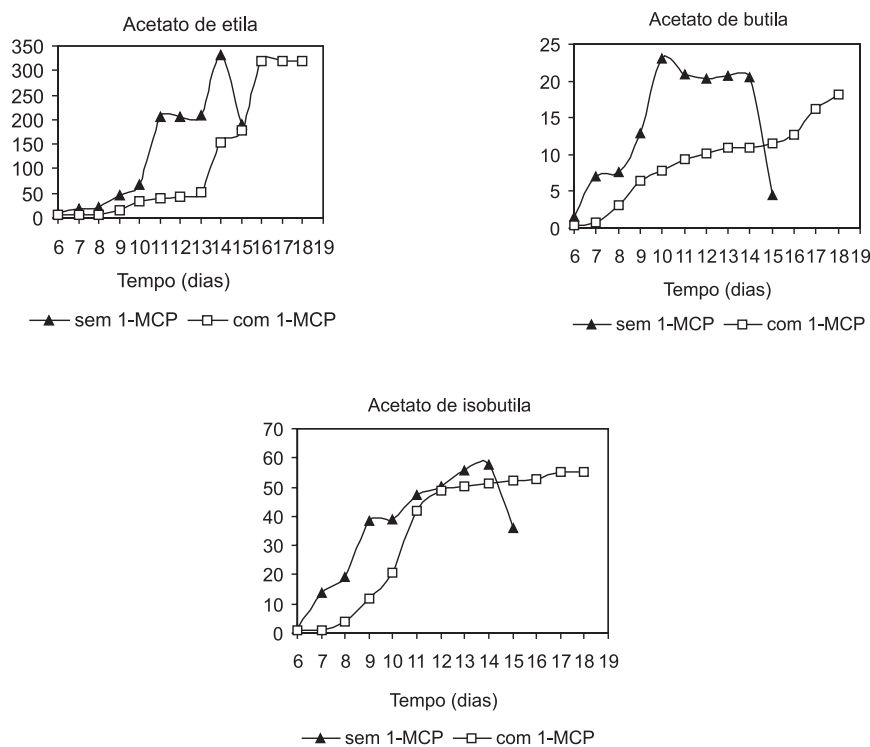 Acetato de etila
350
300
250
200
150
100
50
0
6 7 8 9 10 11 12 13 14 15 16 17 18 19
Tempo (dias)
sem 1-MCP com 1-MCP
Acetato de butila
25
20
15
10
5
0
6 7 8 9 10 11 12 13 14 15 16 17 18 19
Tempo (dias)
sem 1-MCP com 1-MCP
Acetato de isobutila
70
60
50
40
30
20
10
0
6 7 8 9 10 11 12 13 14 15 16 17 18 19
Tempo (dias)
sem 1-MCP com 1-MCP